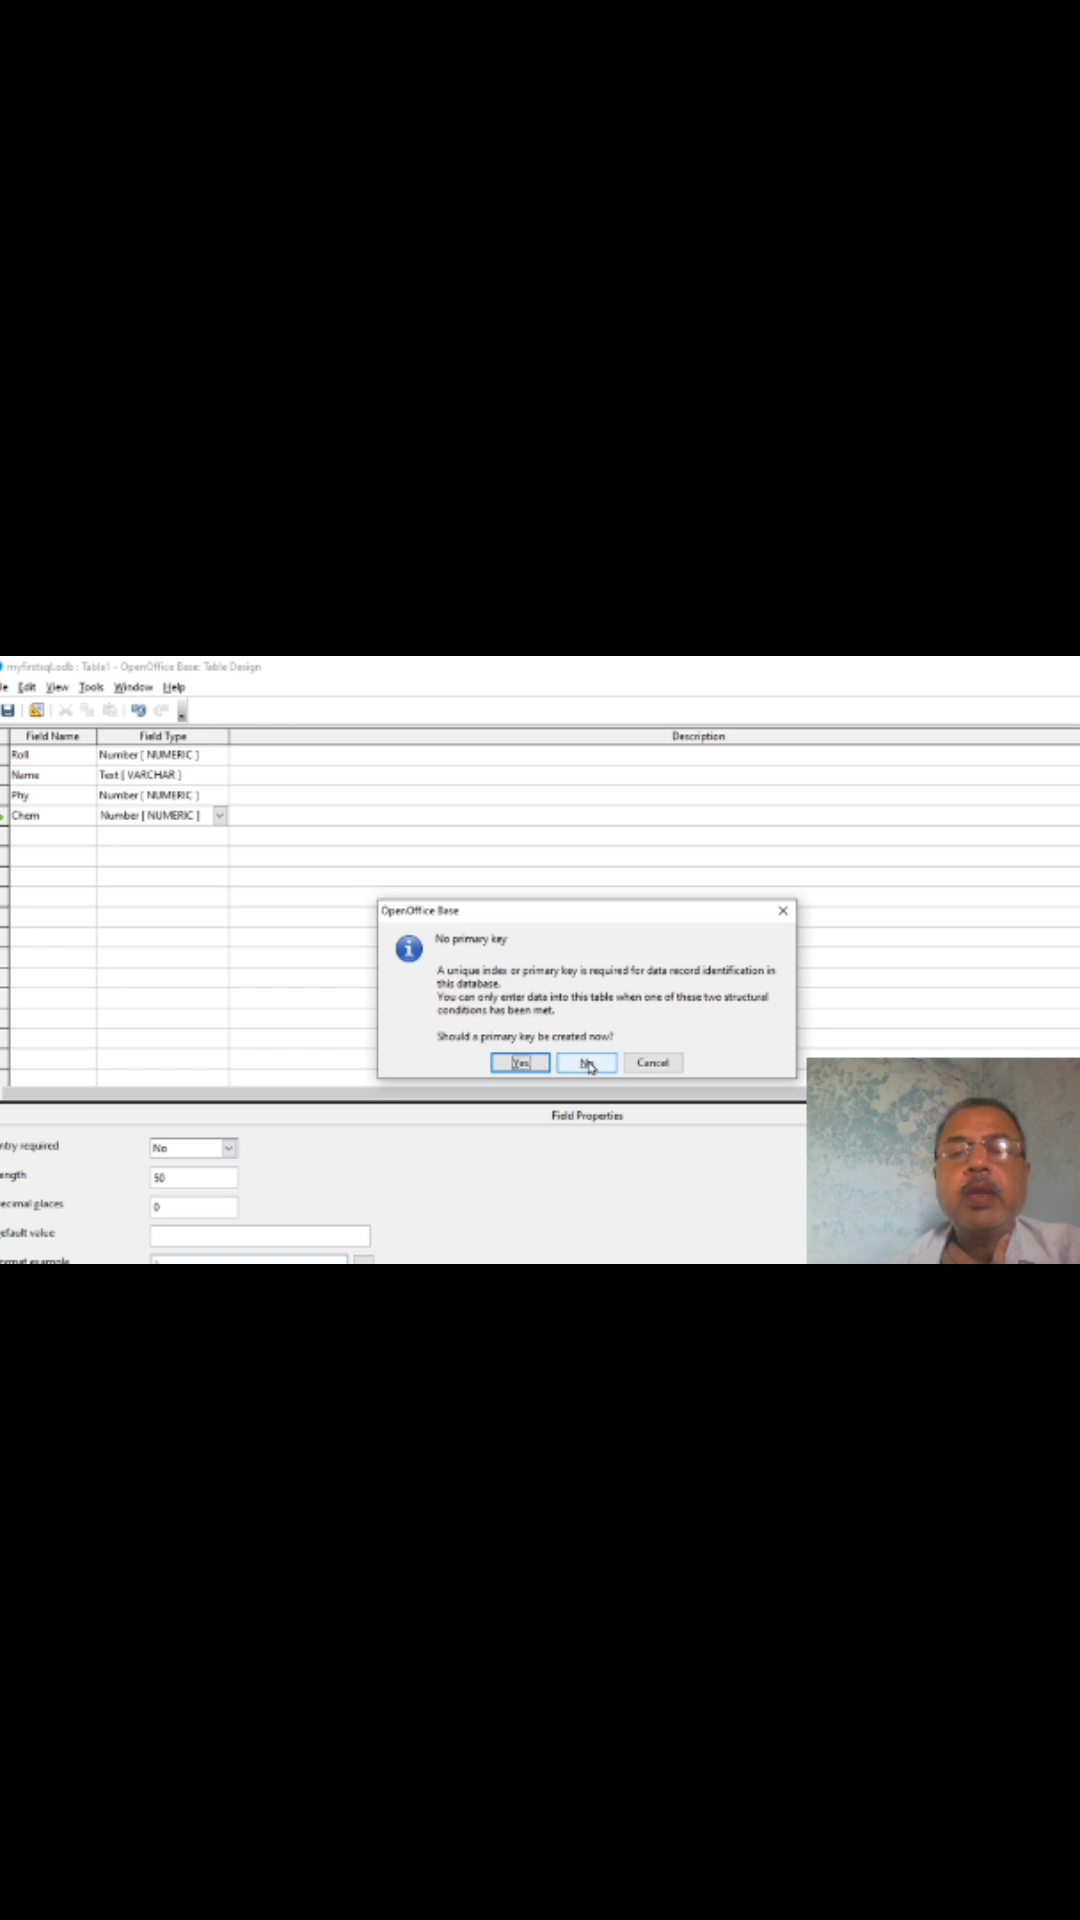 myfirstsql.odb : Table1 - OpenOffice Base: Table Design
le Edit View Tools Window Help
Field Name Field Type Description
Roll Number [ NUMERIC ]
Name Text [ VARCHAR ]
Phy Number [ NUMERIC ]
Chem Number [ NUMERIC ]
OpenOffice Base
No primary key
A unique index or primary key is required for data record identification in
this database.
You can only enter data into this table when one of these two structural
conditions has been met.
Should a primary key be created now?
Yes No Cancel
Field Properties
ntry required No
ength 50
ecimal places 0
efault value
ormat example